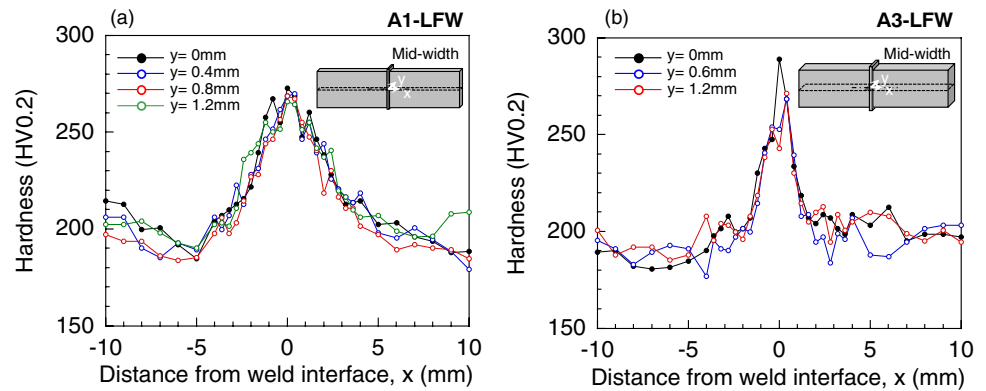 (a)
A1-LFW
300
250
200
150
Hardness (HV0.2)
y= 0mm
y= 0.4mm
y= 0.8mm
y= 1.2mm
Mid-width
y
x
-10
-5
0
5
10
Distance from weld interface, x (mm)
(b)
A3-LFW
300
250
200
150
Hardness (HV0.2)
y= 0mm
y= 0.6mm
y= 1.2mm
Mid-width
y
x
-10
-5
0
5
10
Distance from weld interface, x (mm)